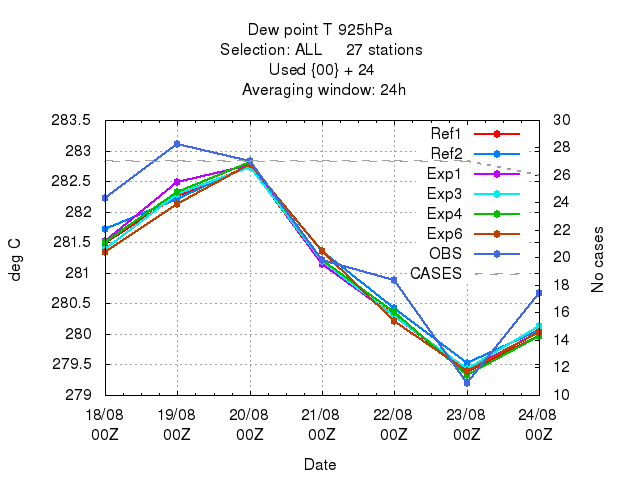 Dew point T 925hPa
Selection: ALL 27 stations
Used {00} + 24
Averaging window: 24h
283.5
283
282.5
282
281.5
281
280.5
280
279.5
279
30
28
26
24
22
20
18
16
14
12
10
deg C
No cases
Ref1
Ref2
Exp1
Exp3
Exp4
Exp6
OBS
CASES
18/08 19/08 20/08 21/08 22/08 23/08 24/08
00Z 00Z 00Z 00Z 00Z 00Z 00Z
Date